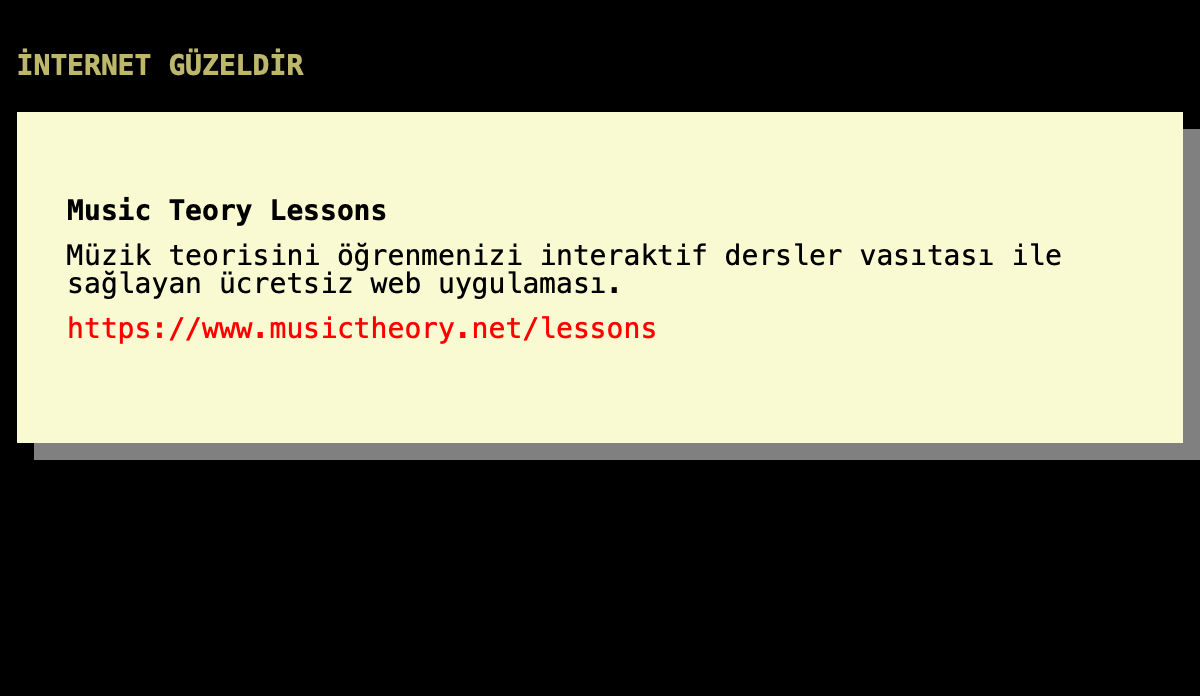 İNTERNET GÜZELDİR
Music Teory Lessons
Müzik teorisini öğrenmenizi interaktif dersler vasıtası ile
sağlayan ücretsiz web uygulaması.
https://www.musictheory.net/lessons